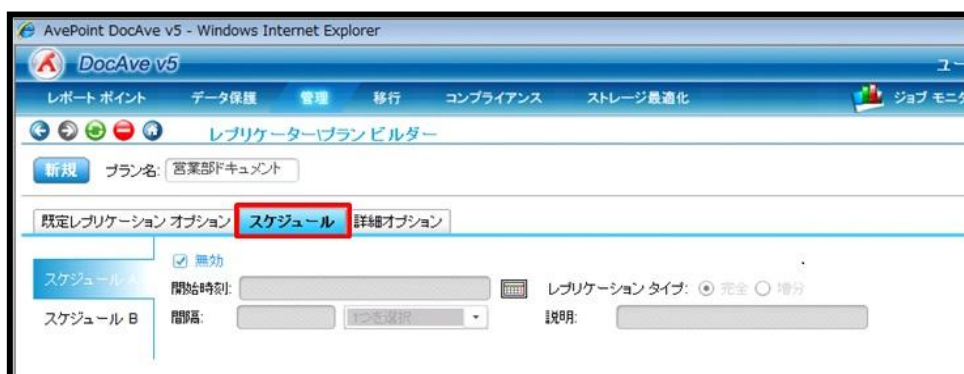 AvePoint DocAve v5 - Windows Internet Explorer
DocAve v5 ユー
レポート ポイント データ保護 管理 移行 コンプライアンス ストレージ最適化 ジョブ モニタ
レプリケーター\プラン ビルダー
新規 プラン名: 営業部ドキュメント
既定レプリケーション オプション スケジュール 詳細オプション
スケジュール A 無効
開始時刻: レプリケーション タイプ: 完全 増分
スケジュール B 間隔: 1つを選択 説明: